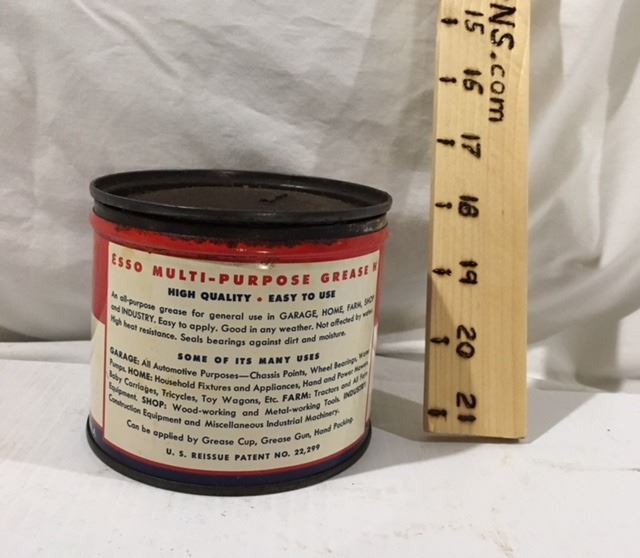 ESSO MULTI-PURPOSE GREASE H
HIGH QUALITY • EASY TO USE
An all-purpose grease for general use in GARAGE, HOME, FARM, SHOP
and INDUSTRY. Easy to apply. Good in any weather. Not affected by water.
High heat resistance. Seals bearings against dirt and moisture.
SOME OF ITS MANY USES
GARAGE: All Automotive Purposes—Chassis Points, Wheel Bearings, Water
Pumps. HOME: Household Fixtures and Appliances, Hand and Power Mowers,
Baby Carriages, Tricycles, Toy Wagons, Etc. FARM: Tractors and All Farm
Equipment. SHOP: Wood-working and Metal-working Tools. INDUSTRY:
Construction Equipment and Miscellaneous Industrial Machinery.
Can be applied by Grease Cup, Grease Gun, Hand Packing.
U. S. REISSUE PATENT NO. 22,299
NS.com
15
16
17
18
19
20
21